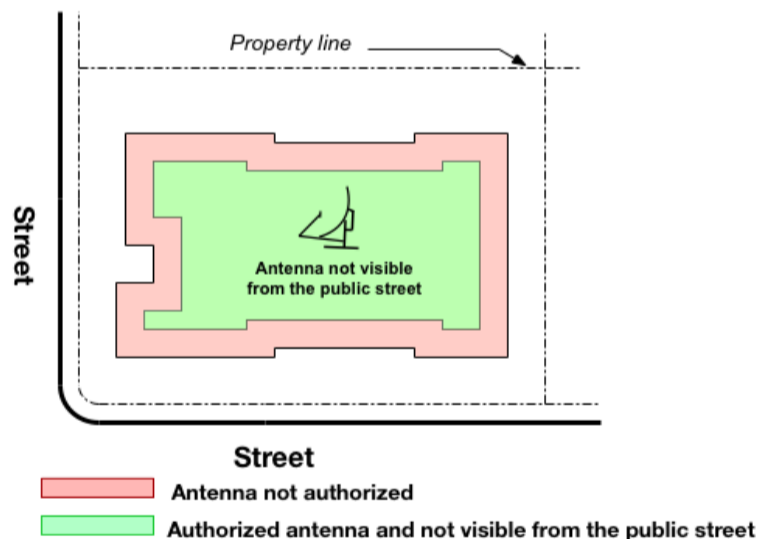 Property line
Street
Antenna not visible
from the public street
Street
Antenna not authorized
Authorized antenna and not visible from the public street